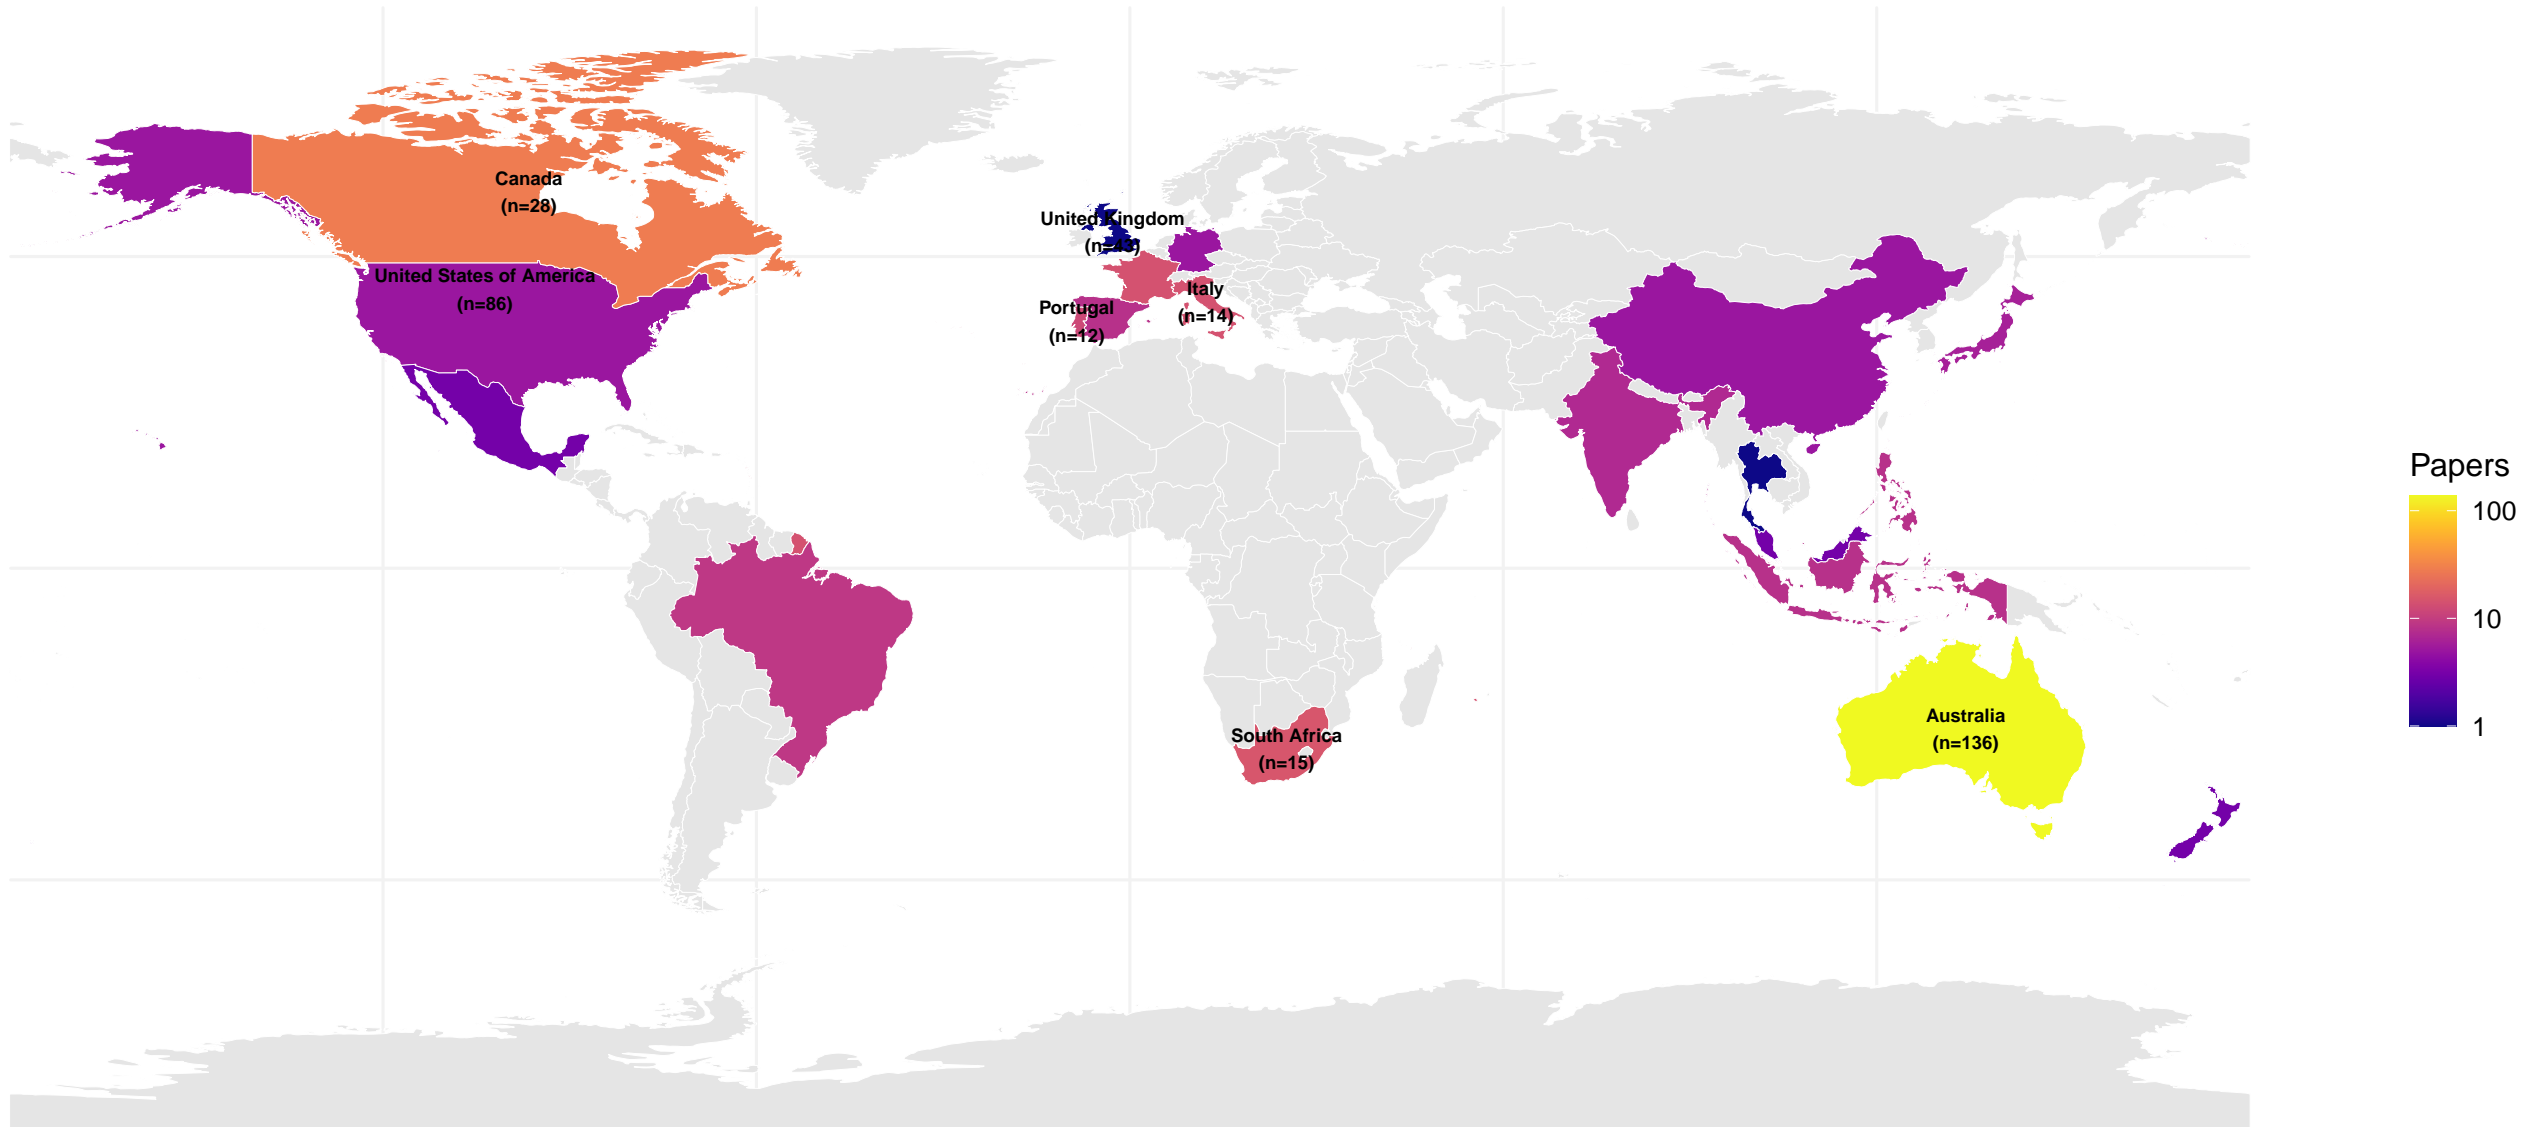 Canada
(n=28)
United Kingdom
(n=43)
United States of America
(n=86)
Italy
(n=14)
Portugal
(n=12)
South Africa
(n=15)
Australia
(n=136)
Papers
100
10
1